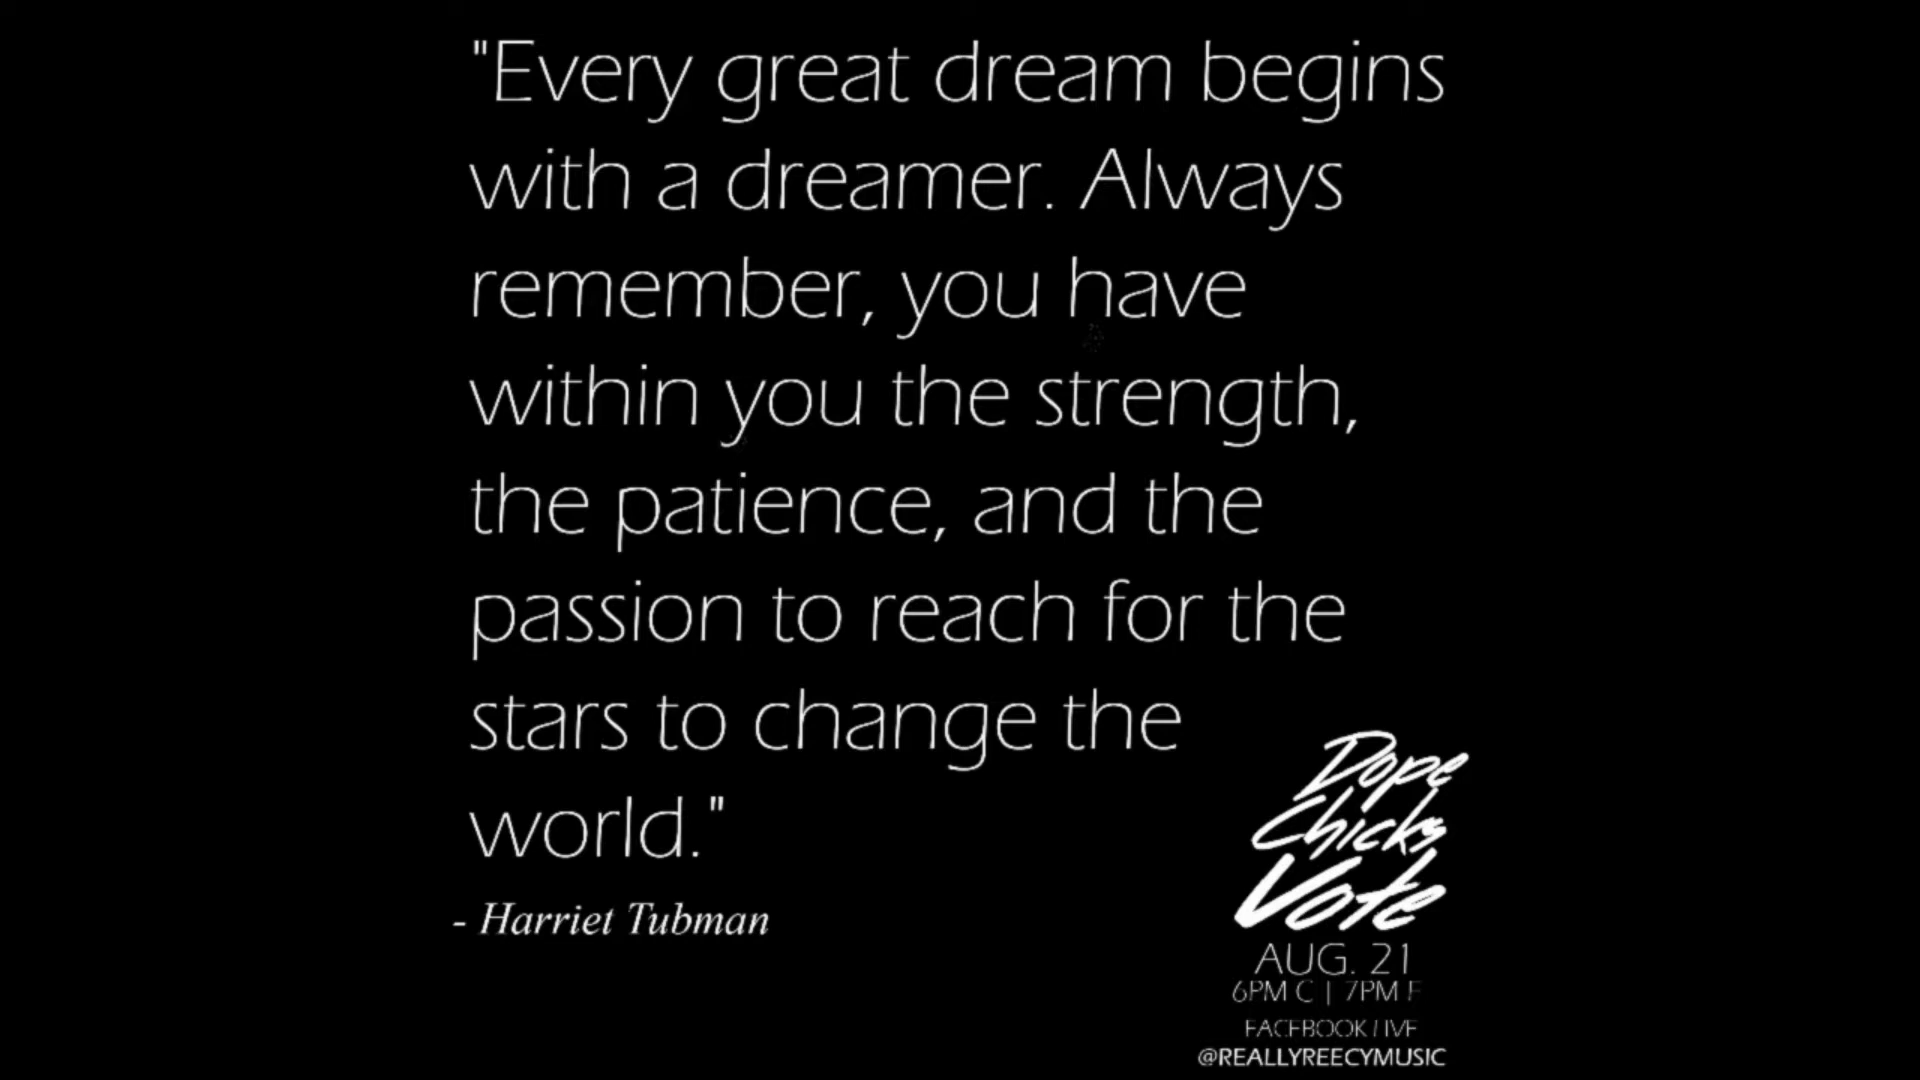 "Every great dream begins
with a dreamer. Always
remember, you have
within you the strength,
the patience, and the
passion to reach for the
stars to change the
world."
- Harriet Tubman
Dope
Chicks
Vote
AUG. 21
6PM C | 7PM E
FACEBOOK LIVE
@REALLYREECYMUSIC